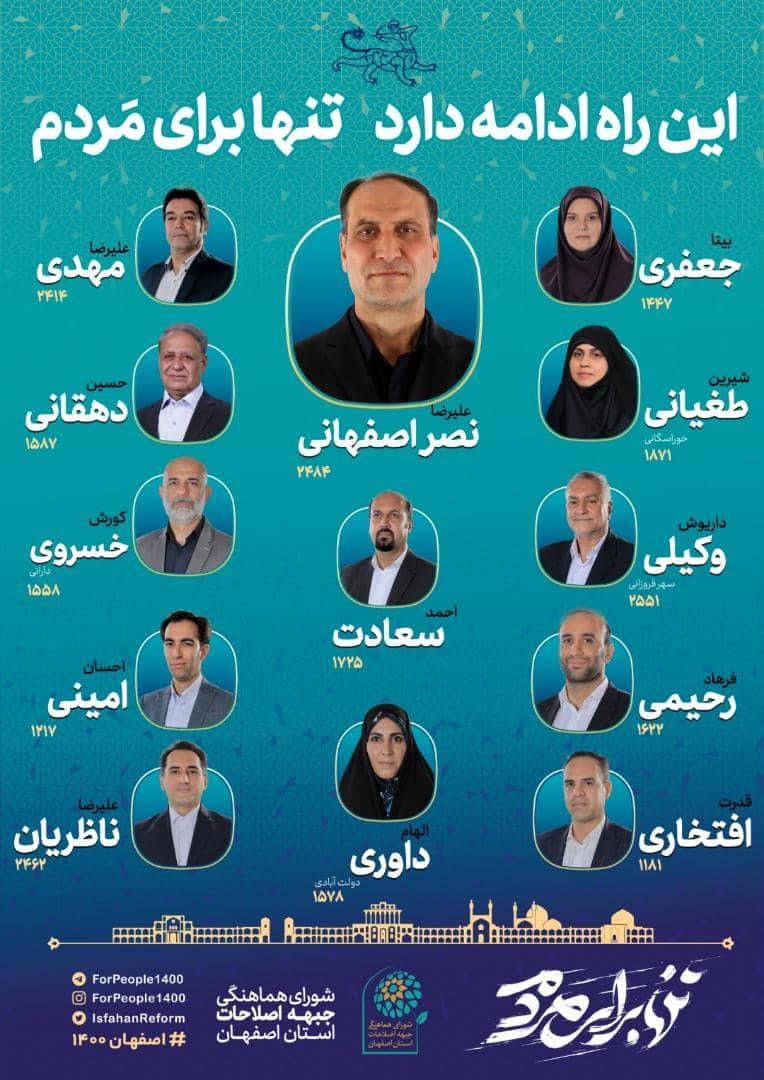 این راه ادامه دارد تنها برای مَردم
بیتا
جعفری
۱۴۴۷
علیرضا
نصر اصفهانی
۲۴۸۴
علیرضا
مهدی
۲۴۱۴
شیرین
طغیانی
خوراسگانی
۱۸۷۱
حسین
دهقانی
۱۵۸۷
داریوش
وکیلی
سهر فروزانی
۲۵۵۱
احمد
سعادت
۱۷۲۵
کورش
خسروی
دارانی
۱۵۵۸
فرهاد
رحیمی
۱۶۲۲
احسان
امینی
۱۲۱۷
قدرت
افتخاری
۱۱۸۱
الهام
داوری
دولت آبادی
۱۵۷۸
علیرضا
ناظریان
۲۴۶۲
تنها برای مردم
شورای هماهنگی
جبهه اصلاحات
استان اصفهان
شورای هماهنگی
جبهه اصلاحات
استان اصفهان
ForPeople1400
ForPeople1400
IsfahanReform
# اصفهان ۱۴۰۰